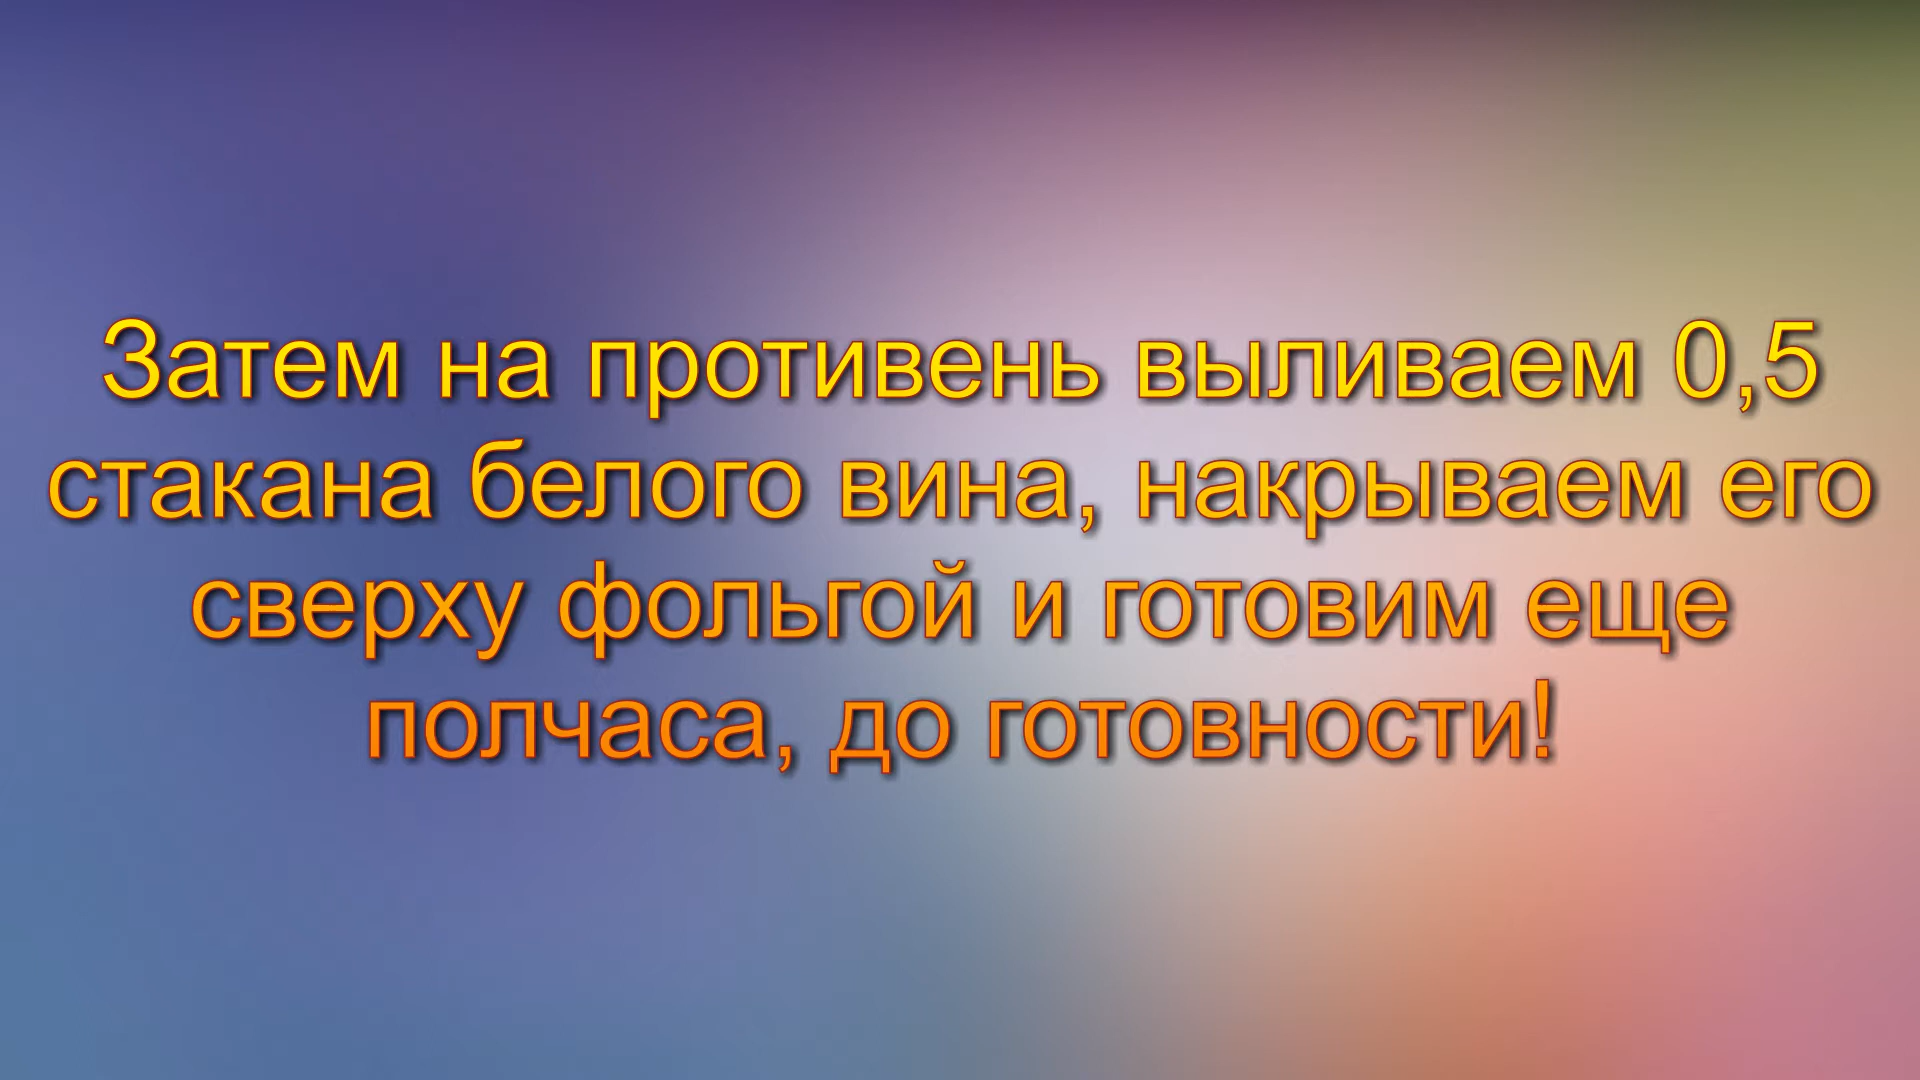 Затем на противень выливаем 0,5
стакана белого вина, накрываем его
сверху фольгой и готовим еще
полчаса, до готовности!